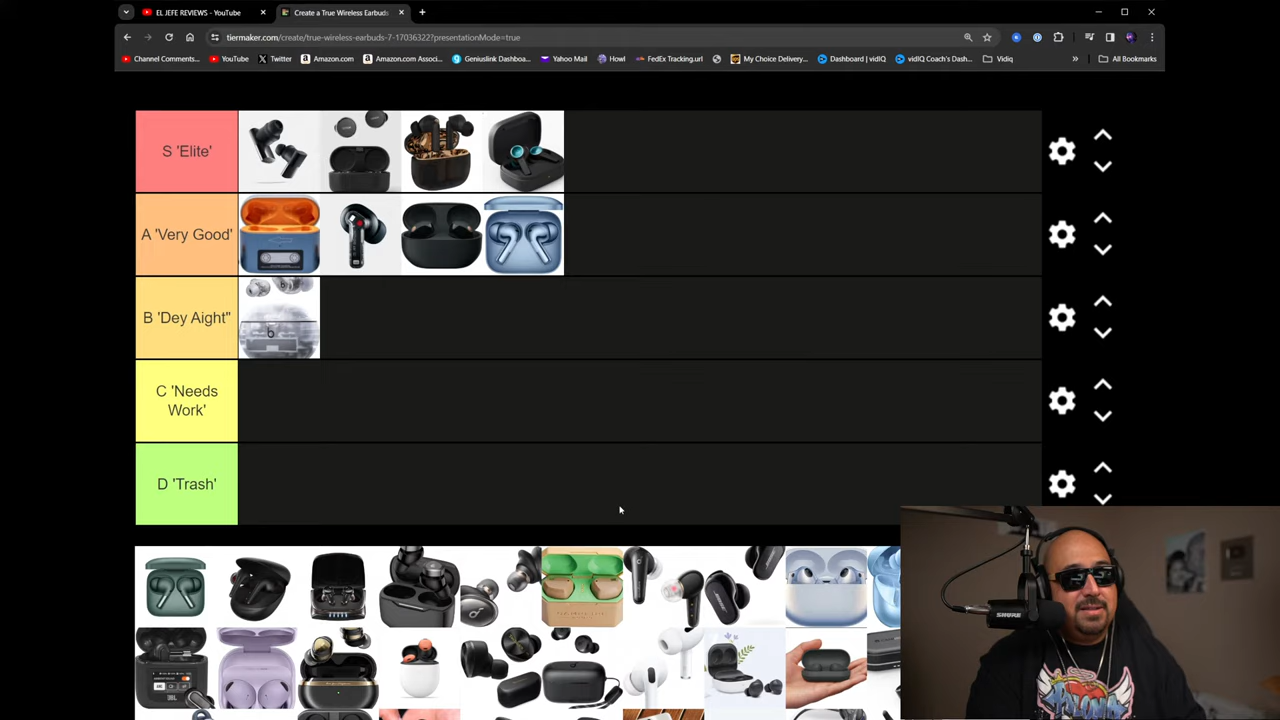 EL JEFE REVIEWS - YouTube
Create a True Wireless Earbuds
tiermaker.com/create/true-wireless-earbuds-7-17036322?presentationMode=true
Channel Comments...
YouTube
Twitter
Amazon.com
Amazon.com Associ...
Geniuslink Dashboa...
Yahoo Mail
Howl
FedEx Tracking.url
My Choice Delivery...
Dashboard | vidIQ
vidIQ Coach's Dash...
Vidiq
»
All Bookmarks
S 'Elite'
A 'Very Good'
B 'Dey Aight"
C 'Needs
Work'
D 'Trash'
BOSE
JBL
SHURE